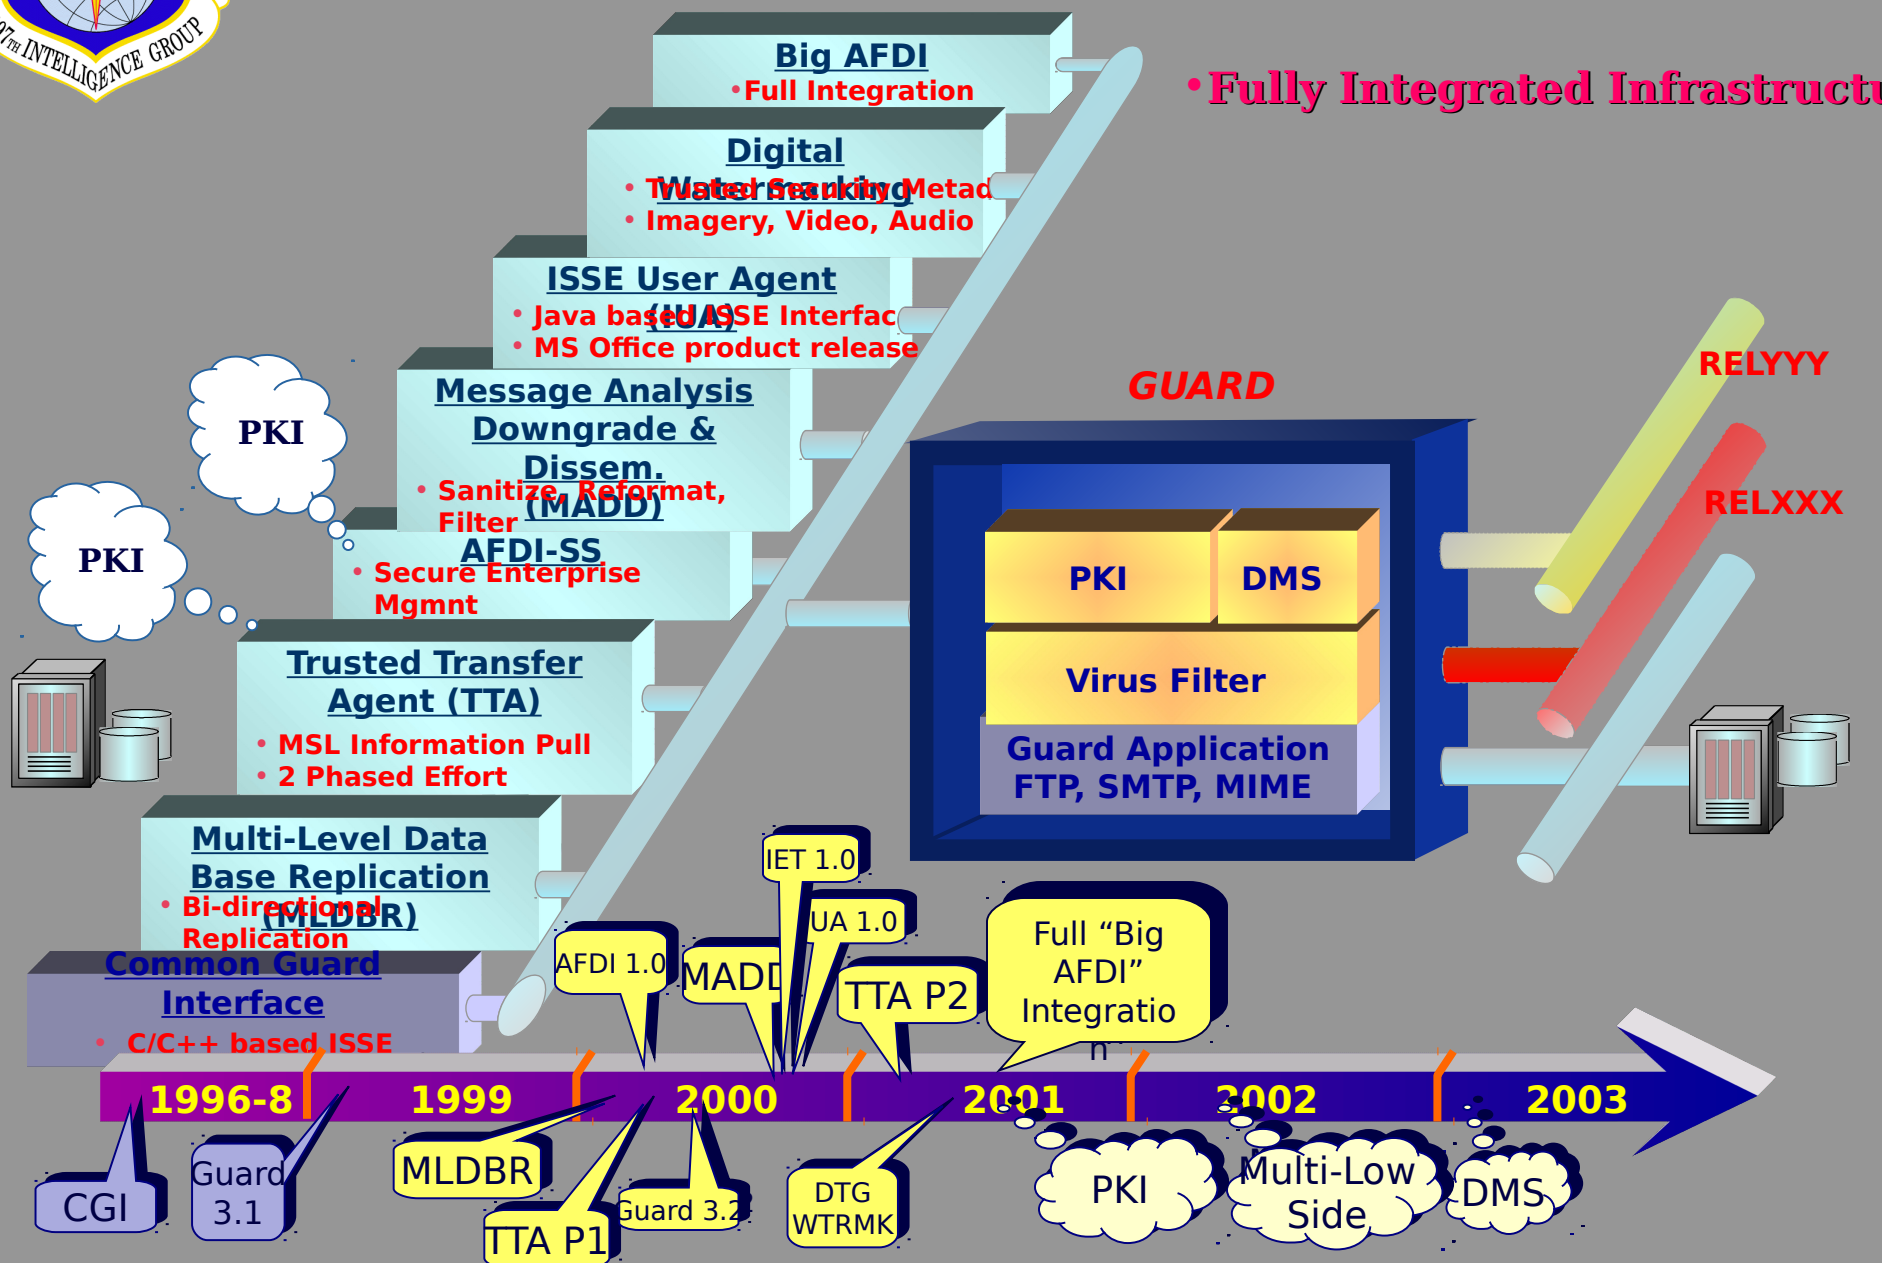 97TH INTELLIGENCE GROUP
Big AFDI
•Full Integration
•Fully Integrated Infrastructu
Digital
Watermarking
• Trusted Security Metad
• Imagery, Video, Audio
ISSE User Agent
(IUA)
• Java based ISSE Interfac
• MS Office product release
Message Analysis
Downgrade &
Dissem.
(MADD)
• Sanitize, Reformat,
Filter
PKI
PKI
AFDI-SS
• Secure Enterprise
Mgmnt
Trusted Transfer
Agent (TTA)
• MSL Information Pull
• 2 Phased Effort
Multi-Level Data
Base Replication
(MLDBR)
• Bi-directional
Replication
Common Guard
Interface
• C/C++ based ISSE
GUARD
PKI
DMS
Virus Filter
Guard Application
FTP, SMTP, MIME
RELYYY
RELXXX
IET 1.0
UA 1.0
AFDI 1.0
MADD
TTA P2
Full “Big
AFDI”
Integratio
n
1996-8
1999
2000
2001
2002
2003
CGI
Guard
3.1
MLDBR
TTA P1
Guard 3.2
DTG
WTRMK
PKI
Multi-Low
Side
DMS